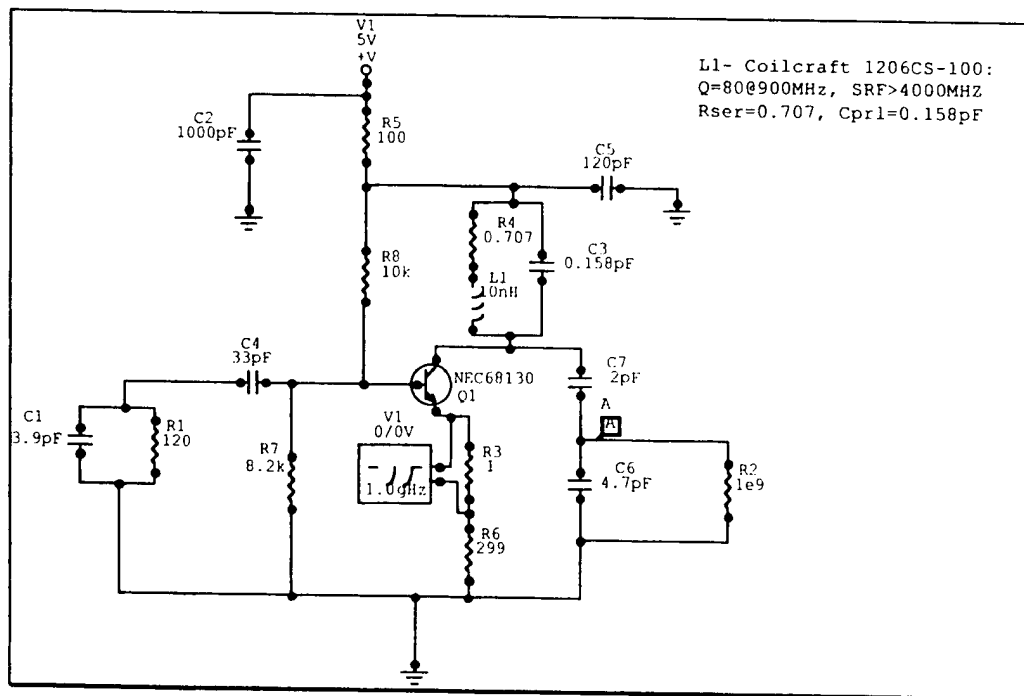 V1
5V
+V
L1- Coilcraft 1206CS-100:
Q=80@900MHz, SRF>4000MHZ
Rser=0.707, Cprl=0.158pF
C2
1000pF
R5
100
C5
120pF
R4
0.707
C3
0.158pF
R8
10k
L1
10nH
C4
33pF
NEC68130
Q1
C7
2pF
C1
3.9pF
R1
120
V1
0/0V
A
A
R7
8.2k
R3
1
1.0gHz
C6
4.7pF
R2
1e9
R6
299